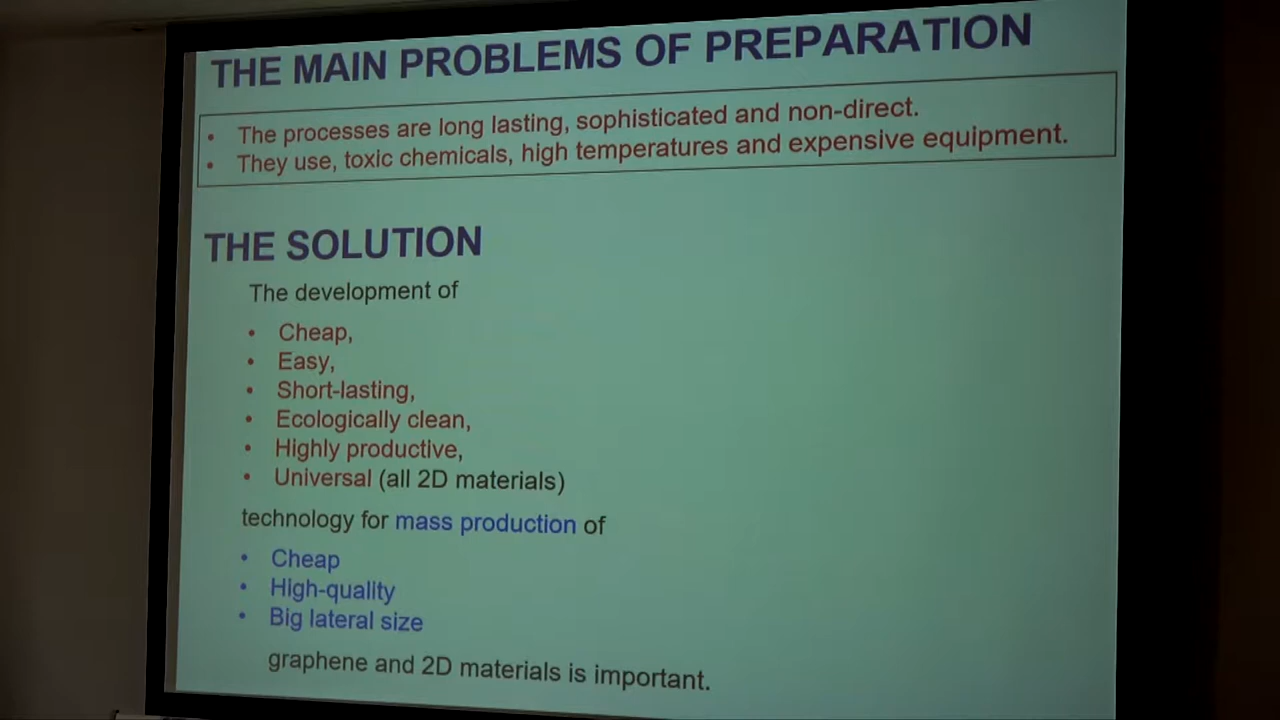 THE MAIN PROBLEMS OF PREPARATION
• The processes are long lasting, sophisticated and non-direct.
• They use, toxic chemicals, high temperatures and expensive equipment.
THE SOLUTION
The development of
• Cheap,
• Easy,
• Short-lasting,
• Ecologically clean,
• Highly productive,
• Universal (all 2D materials)
technology for mass production of
• Cheap
• High-quality
• Big lateral size
graphene and 2D materials is important.